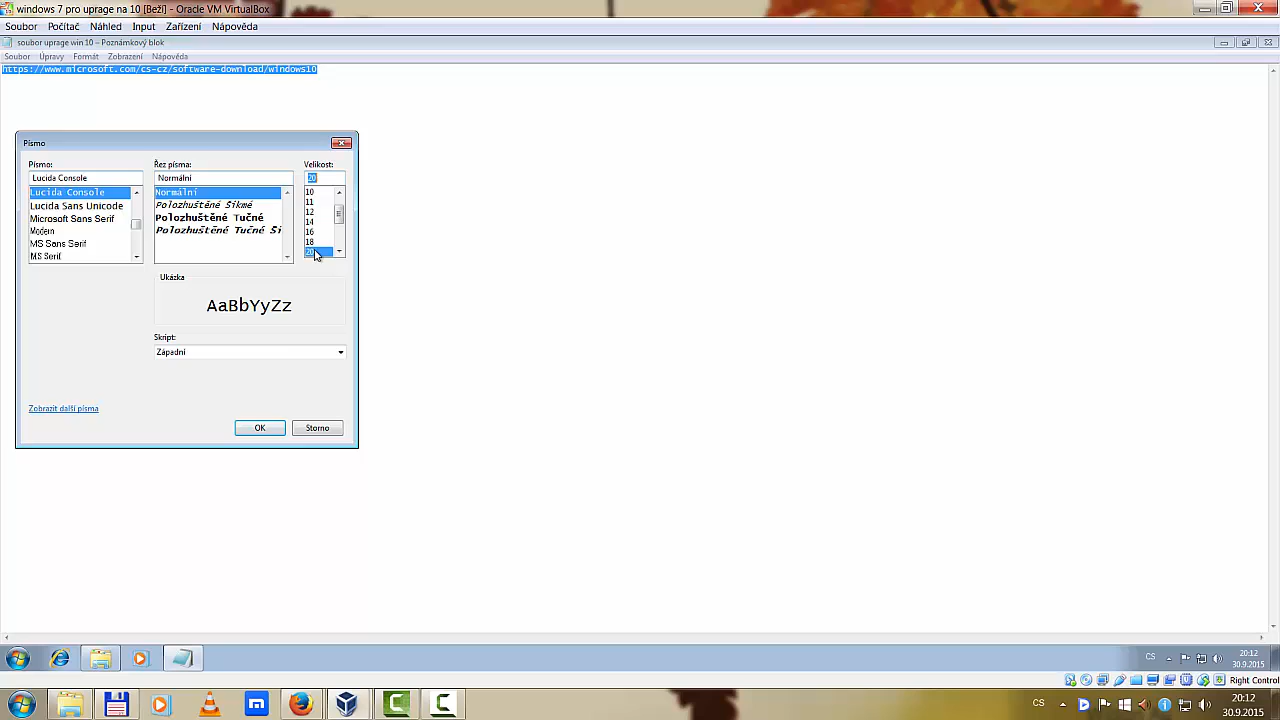 windows 7 pro uprage na 10 [Beží] - Oracle VM VirtualBox
Soubor Počítač Náhled Input Zařízení Nápověda
soubor uprage win 10 – Poznámkový blok
Soubor Úpravy Formát Zobrazení Nápověda
https://www.microsoft.com/cs-cz/software-download/windows10
Písmo
Písmo: Řez písma: Velikost:
Lucida Console Normální 20
Lucida Console Normální 10
Lucida Sans Unicode Polozhuštěné Šikmé 11
Microsoft Sans Serif Polozhuštěné Tučné 12
Modern Polozhuštěné Tučné Ši 14
MS Sans Serif 16
MS Serif 18
20
Ukázka
AaBbYyZz
Skript:
Západní
Zobrazit další písma
OK Storno
CS 20:12
30.9.2015
Right Control
CS 20:12
30.9.2015